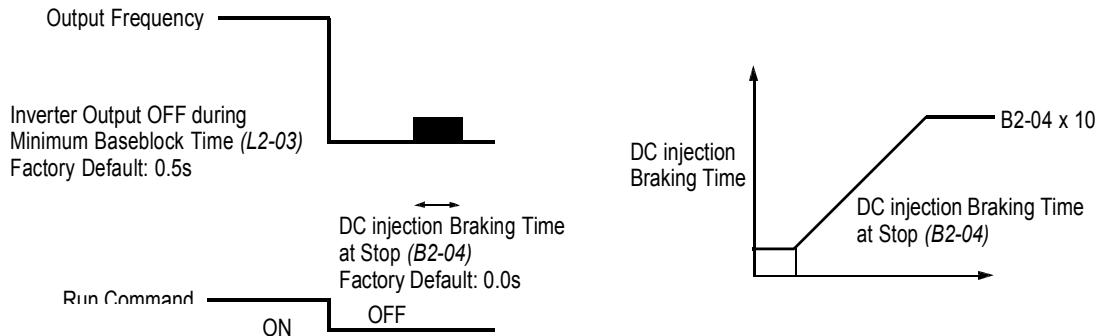 Output Frequency
Inverter Output OFF during
Minimum Baseblock Time (L2-03)
Factory Default: 0.5s
DC injection Braking Time
at Stop (B2-04)
Factory Default: 0.0s
Run Command
ON
OFF
DC injection
Braking Time
B2-04 x 10
DC injection Braking Time
at Stop (B2-04)